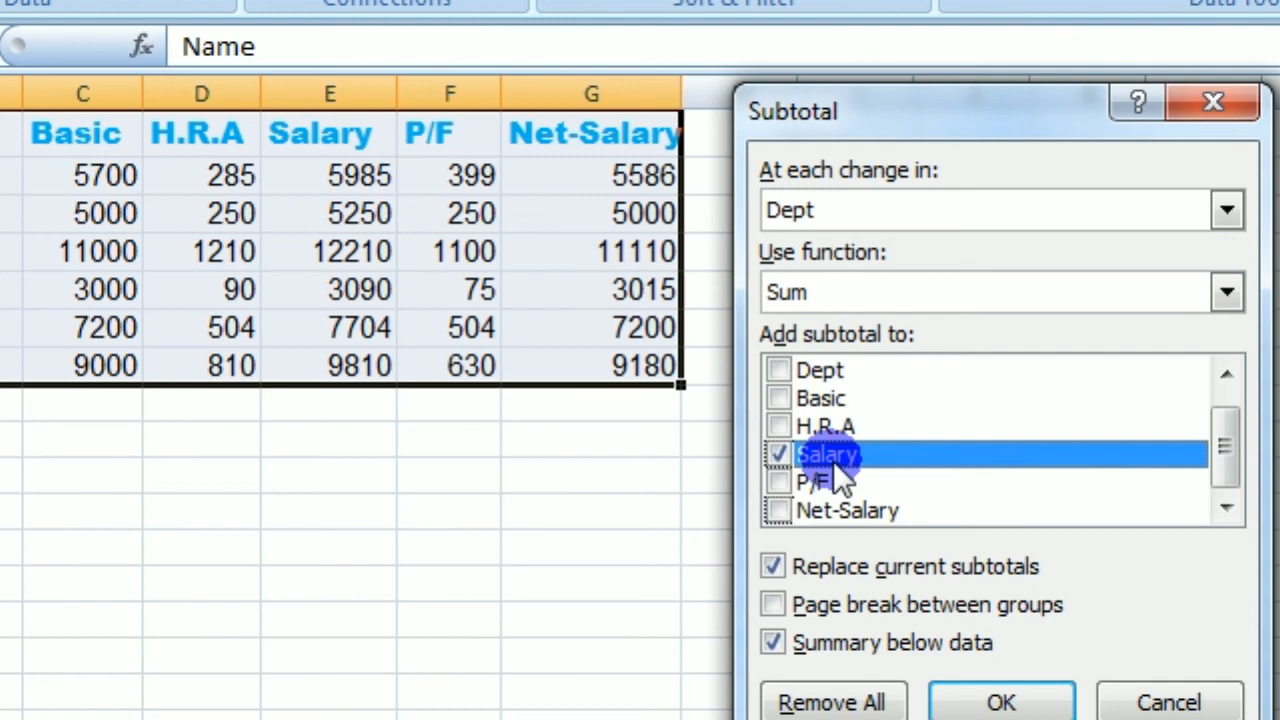 Data Connections Sort & Filter Data Too
fx Name
C D E F G
Basic H.R.A Salary P/F Net-Salary
5700 285 5985 399 5586
5000 250 5250 250 5000
11000 1210 12210 1100 11110
3000 90 3090 75 3015
7200 504 7704 504 7200
9000 810 9810 630 9180
Subtotal
?
At each change in:
Dept
Use function:
Sum
Add subtotal to:
Dept
Basic
H.R.A
Salary
P/F
Net-Salary
Replace current subtotals
Page break between groups
Summary below data
Remove All OK Cancel